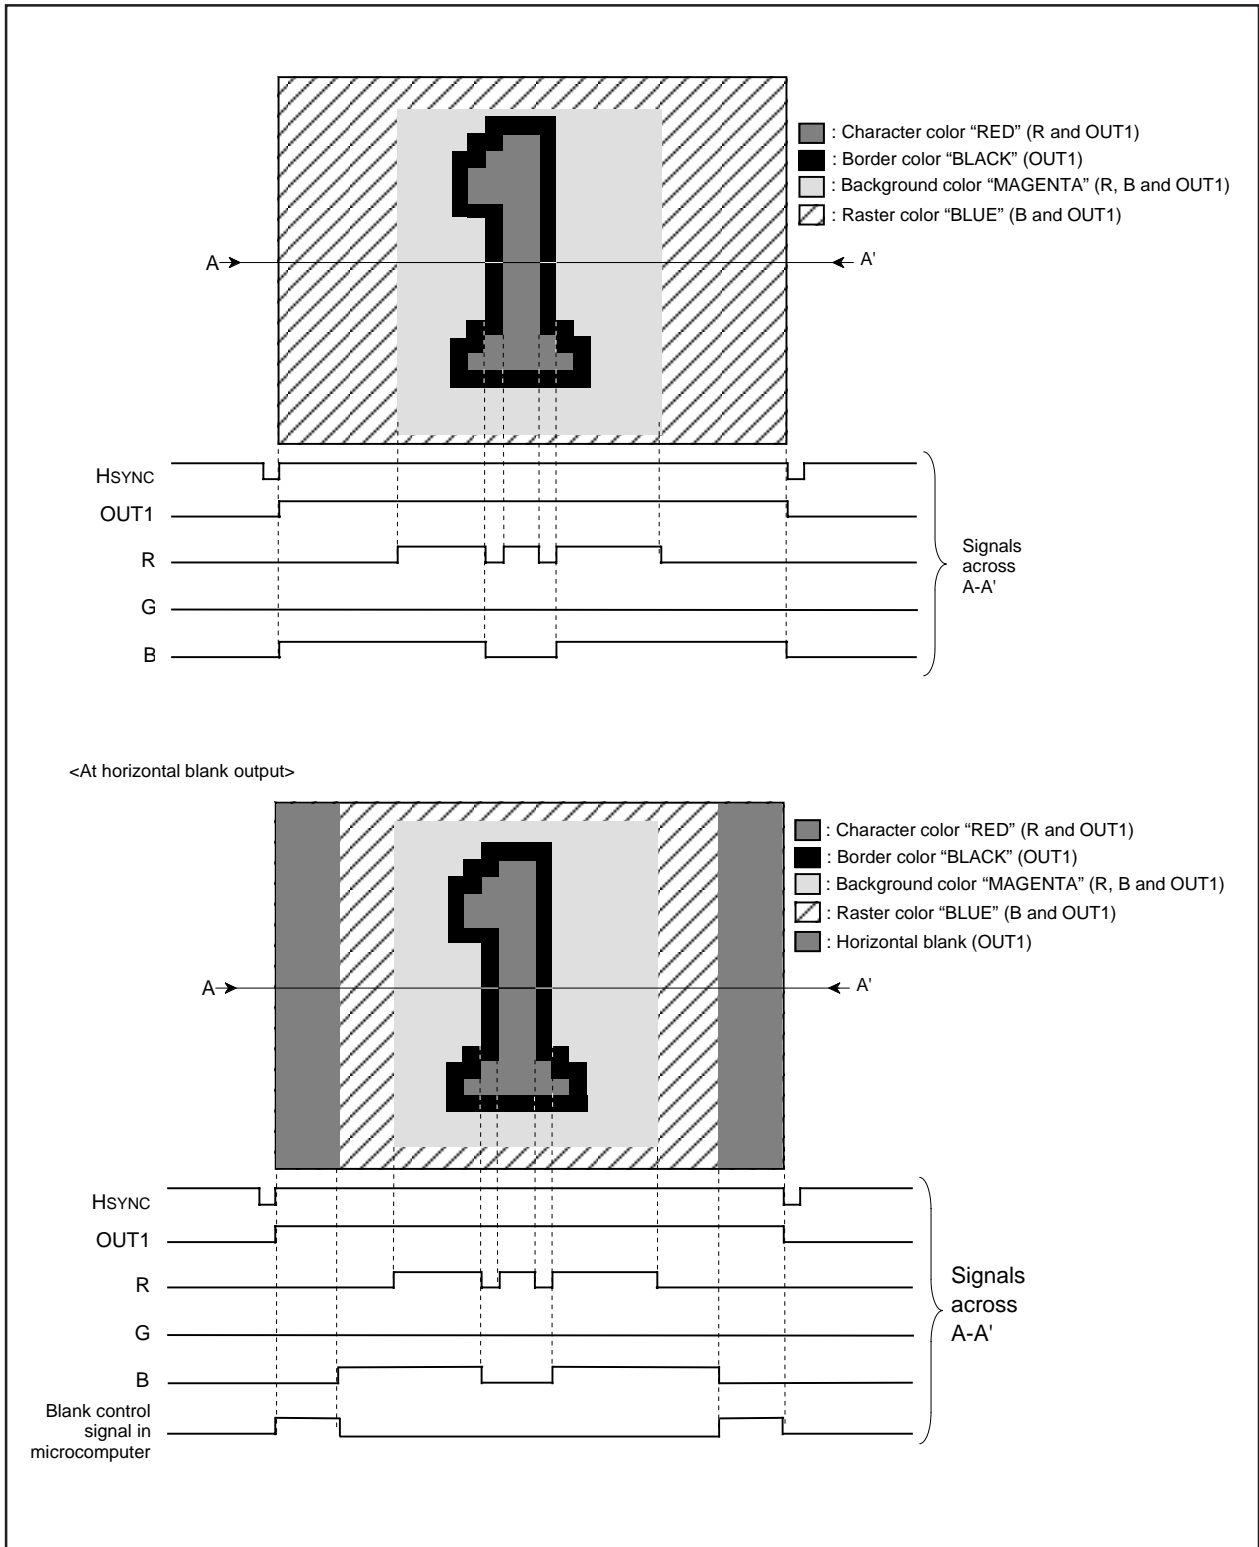 : Character color “RED” (R and OUT1)
: Border color “BLACK” (OUT1)
: Background color “MAGENTA” (R, B and OUT1)
: Raster color “BLUE” (B and OUT1)
A
A'
HSYNC
OUT1
R
G
B
Signals
across
A-A'
<At horizontal blank output>
: Character color “RED” (R and OUT1)
: Border color “BLACK” (OUT1)
: Background color “MAGENTA” (R, B and OUT1)
: Raster color “BLUE” (B and OUT1)
: Horizontal blank (OUT1)
A
A'
HSYNC
OUT1
R
G
B
Blank control
signal in
microcomputer
Signals
across
A-A'